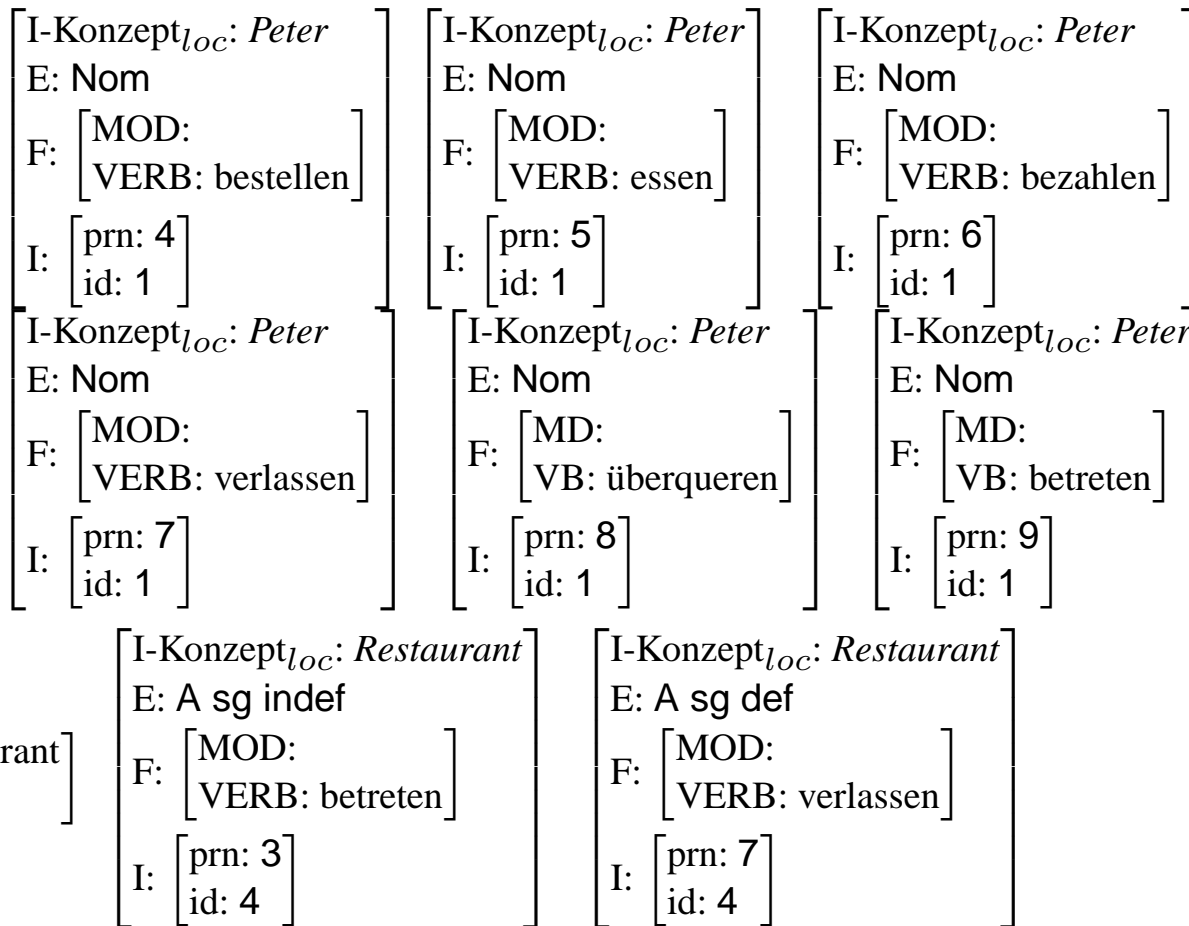 I-Konzept_loc: Peter I-Konzept_loc: Peter I-Konzept_loc: Peter
E: Nom E: Nom E: Nom
F: [MOD: F: [MOD: F: [MOD:
VERB: bestellen] VERB: essen] VERB: bezahlen]
I: [prn: 4 I: [prn: 5 I: [prn: 6
id: 1] id: 1] id: 1]
I-Konzept_loc: Peter I-Konzept_loc: Peter I-Konzept_loc: Peter
E: Nom E: Nom E: Nom
F: [MOD: F: [MD: F: [MD:
VERB: verlassen] VB: überqueren] VB: betreten]
I: [prn: 7 I: [prn: 8 I: [prn: 9
id: 1] id: 1] id: 1]
I-Konzept_loc: Restaurant I-Konzept_loc: Restaurant
E: A sg indef E: A sg def
rant] F: [MOD: F: [MOD:
VERB: betreten] VERB: verlassen]
I: [prn: 3 I: [prn: 7
id: 4] id: 4]